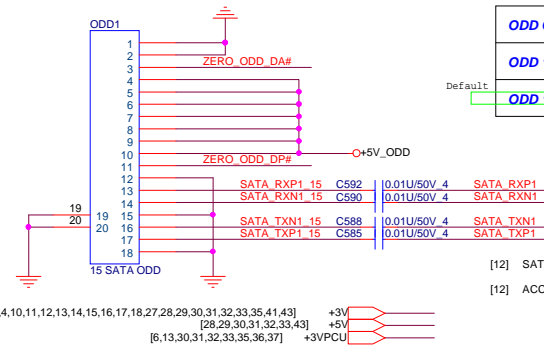 ODD1
1
2
3 ZERO_ODD_DA#
4
5
6
7
8
9
10 +5V_ODD
11 ZERO_ODD_DP#
12
13 SATA_RXP1_15 C592 0.01U/50V_4 SATA_RXP1
14 SATA_RXN1_15 C590 0.01U/50V_4 SATA_RXN1
19 19 15
20 20 16 SATA_TXN1_15 C588 0.01U/50V_4 SATA_TXN1
17 SATA_TXP1_15 C585 0.01U/50V_4 SATA_TXP1
18
15 SATA ODD
ODD
ODD
Default ODD
[12] SAT
[12] ACC
4,10,11,12,13,14,15,16,17,18,27,28,29,30,31,32,33,35,41,43] +3V
[28,29,30,31,32,33,43] +5V
[6,13,30,31,32,33,35,36,37] +3VPCU